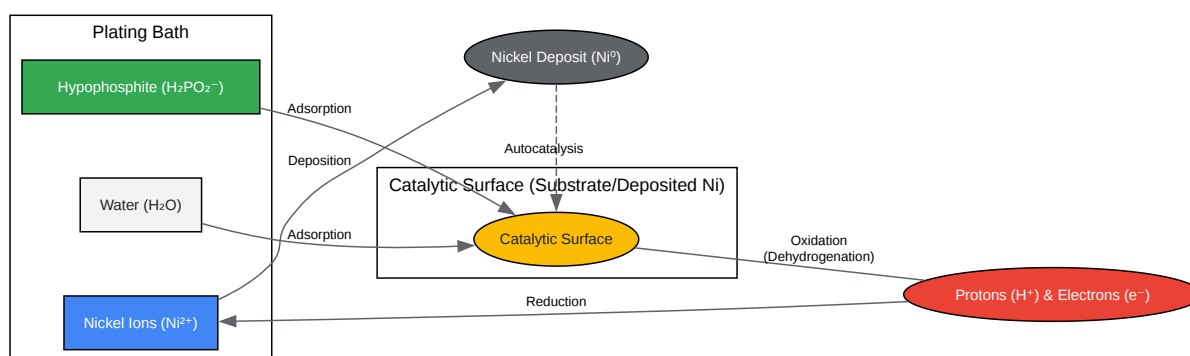 Plating Bath
Hypophosphite (H₂PO₂⁻)
Nickel Deposit (Ni⁰)
Adsorption
Deposition
Autocatalysis
Catalytic Surface (Substrate/Deposited Ni)
Water (H₂O)
Adsorption
Catalytic Surface
Oxidation
(Dehydrogenation)
Protons (H⁺) & Electrons (e⁻)
Reduction
Nickel Ions (Ni²⁺)